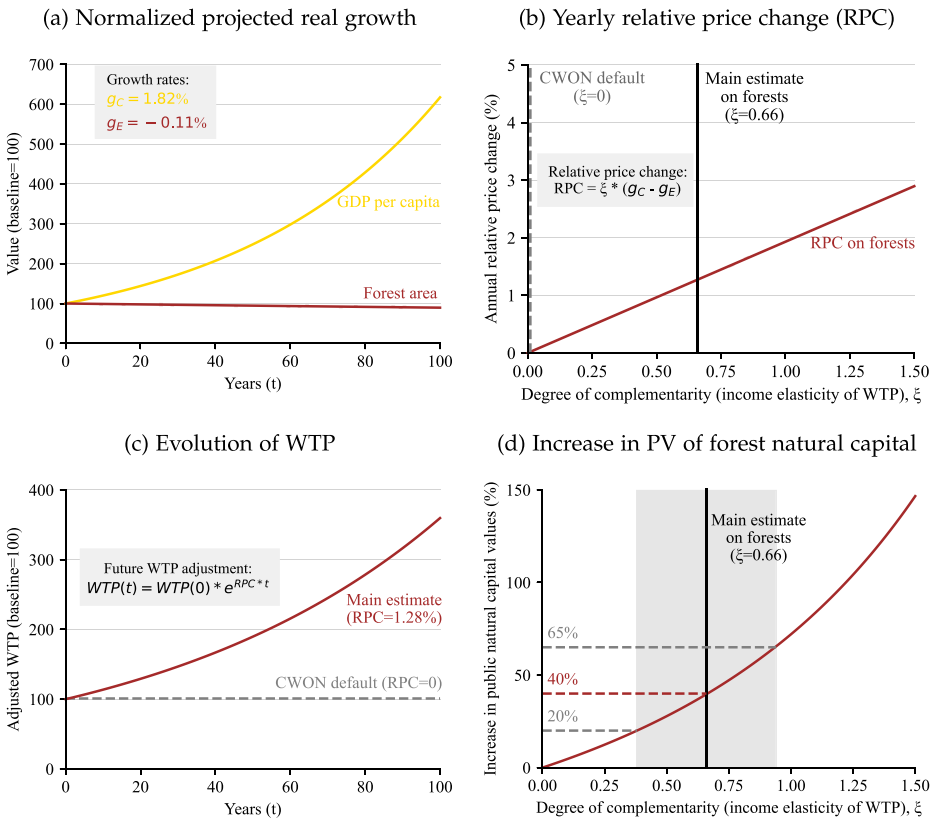 (a) Normalized projected real growth
700
600
500
400
300
200
100
0
Value (baseline=100)
Growth rates:
g_C = 1.82%
g_E = − 0.11%
GDP per capita
Forest area
0 20 40 60 80 100
Years (t)
(b) Yearly relative price change (RPC)
5
4
3
2
1
0
Annual relative price change (%)
CWON default
(ξ=0)
Main estimate
on forests
(ξ=0.66)
Relative price change:
RPC = ξ * (g_C - g_E)
RPC on forests
0.00 0.25 0.50 0.75 1.00 1.25 1.50
Degree of complementarity (income elasticity of WTP), ξ
(c) Evolution of WTP
400
300
200
100
0
Adjusted WTP (baseline=100)
Future WTP adjustment:
WTP(t) = WTP(0) * e^{RPC * t}
Main estimate
(RPC=1.28%)
CWON default (RPC=0)
0 20 40 60 80 100
Years (t)
(d) Increase in PV of forest natural capital
150
100
50
0
Increase in public natural capital values (%)
Main estimate
on forests
(ξ=0.66)
65%
40%
20%
0.00 0.25 0.50 0.75 1.00 1.25 1.50
Degree of complementarity (income elasticity of WTP), ξ